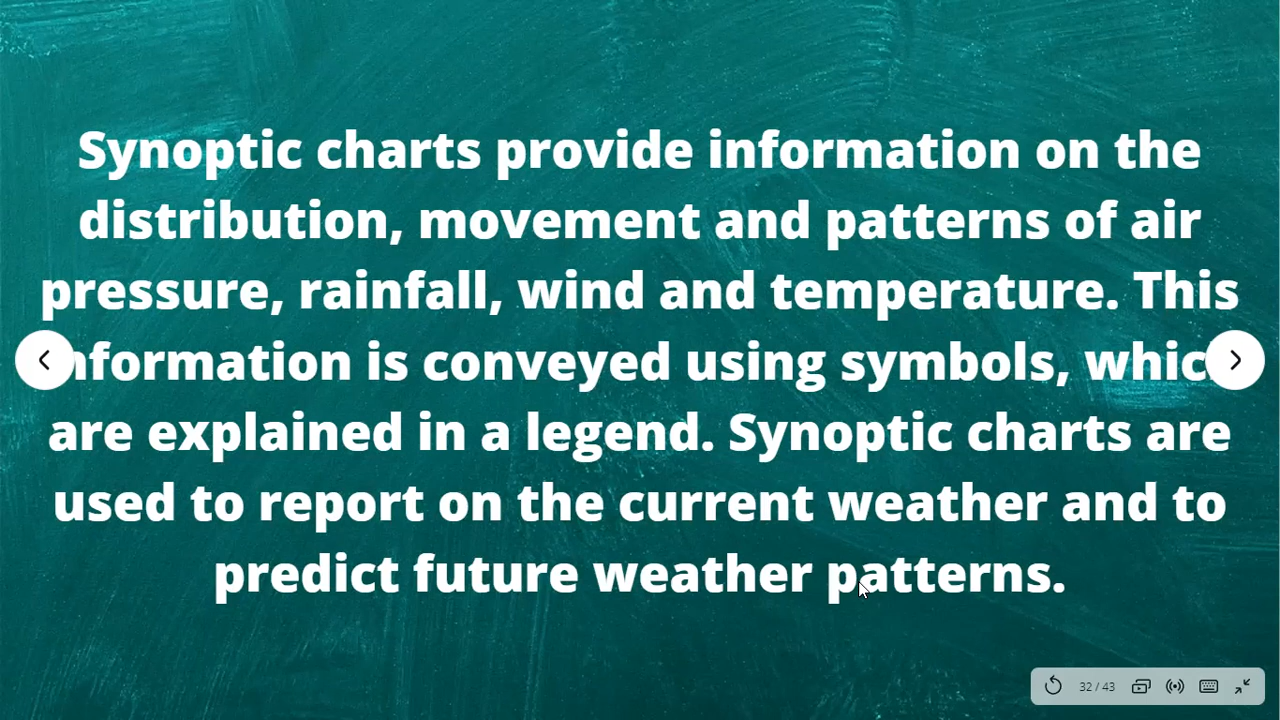 Synoptic charts provide information on the
distribution, movement and patterns of air
pressure, rainfall, wind and temperature. This
nformation is conveyed using symbols, whic
are explained in a legend. Synoptic charts are
used to report on the current weather and to
predict future weather patterns.
32 / 43